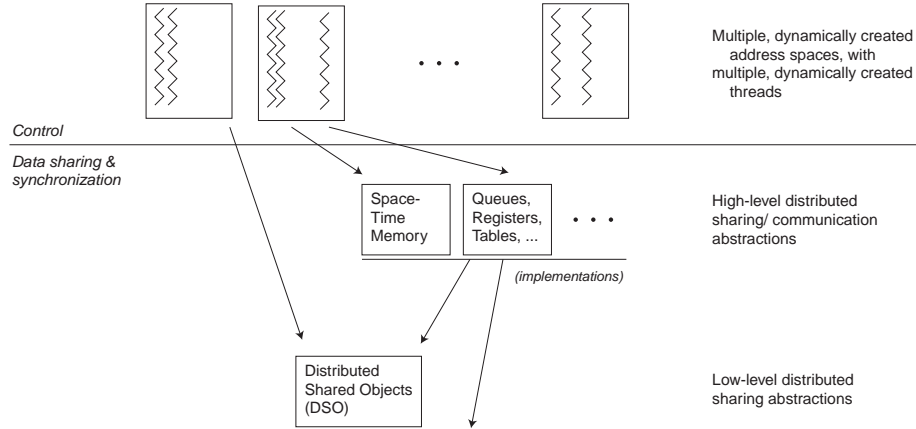 Multiple, dynamically created
address spaces, with
multiple, dynamically created
threads
Control
Data sharing &
synchronization
Space-
Time
Memory
Queues,
Registers,
Tables, ...
High-level distributed
sharing/ communication
abstractions
(implementations)
Distributed
Shared Objects
(DSO)
Low-level distributed
sharing abstractions